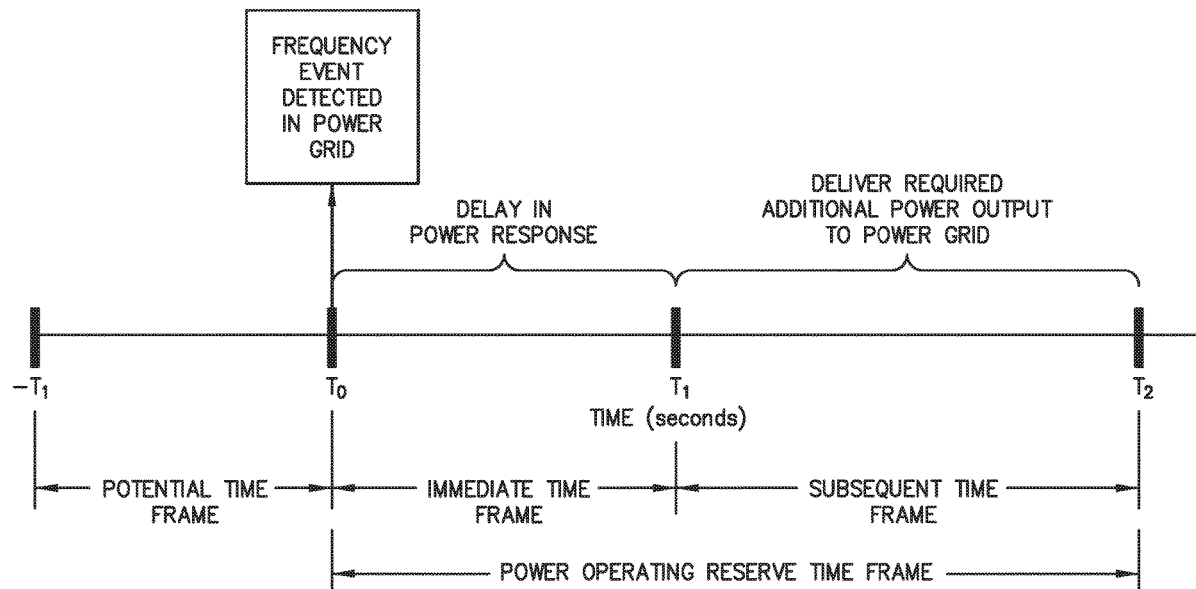 FREQUENCY
EVENT
DETECTED
IN POWER
GRID
DELAY IN
POWER RESPONSE
DELIVER REQUIRED
ADDITIONAL POWER OUTPUT
TO POWER GRID
-T1
T0
T1
T2
TIME (seconds)
POTENTIAL TIME
FRAME
IMMEDIATE TIME
FRAME
SUBSEQUENT TIME
FRAME
POWER OPERATING RESERVE TIME FRAME